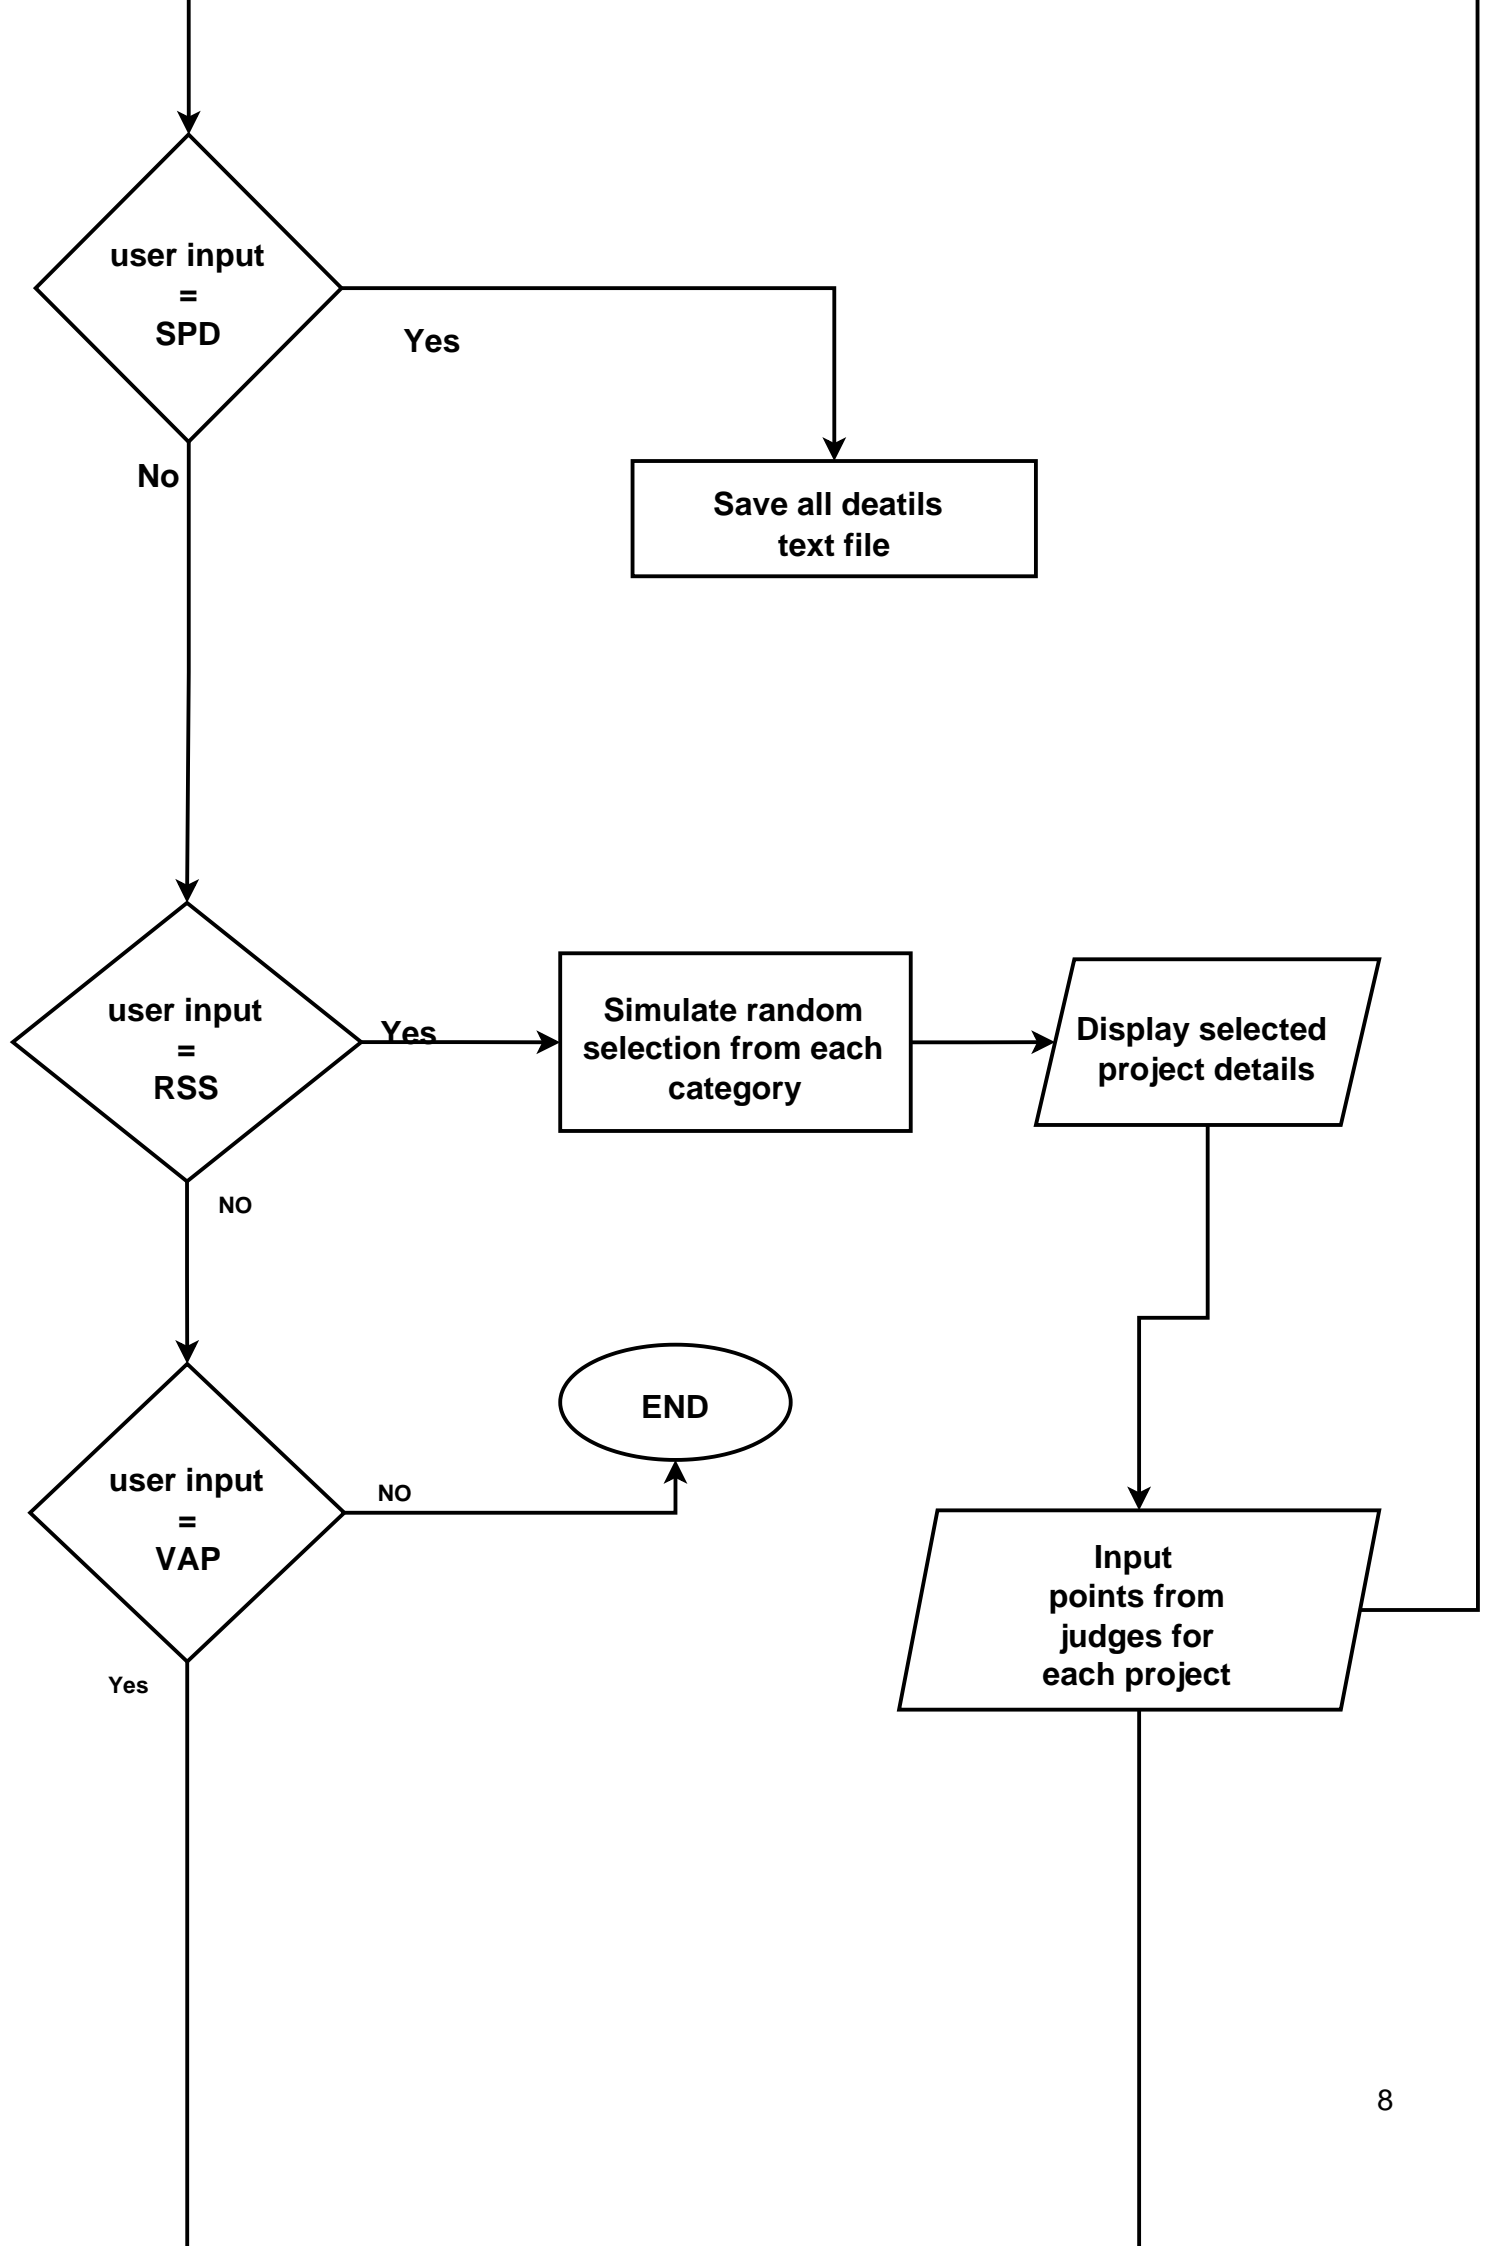 user input
=
SPD
Yes
No
Save all deatils
text file
user input
=
RSS
Yes
Simulate random
selection from each
category
Display selected
project details
NO
END
user input
=
VAP
NO
Input
points from
judges for
each project
Yes
8